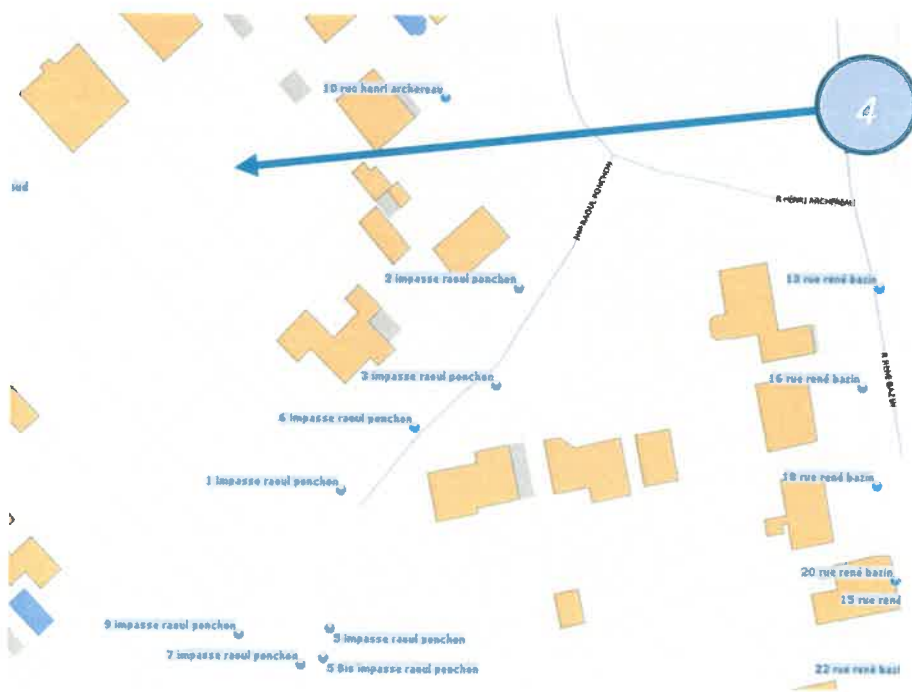 10 rue henri archereau
4
sud
IMP RAOUL PONCHON
R HENRI ARCHEREAU
2 impasse raoul ponchon
13 rue rené bazin
3 impasse raoul ponchon
16 rue rené bazin
R RENE BAZIN
6 impasse raoul ponchon
1 impasse raoul ponchon
18 rue rené bazin
20 rue rené bazin
15 rue rené
9 impasse raoul ponchon
5 impasse raoul ponchon
7 impasse raoul ponchon
5 Bis impasse raoul ponchon
22 rue rené bazi